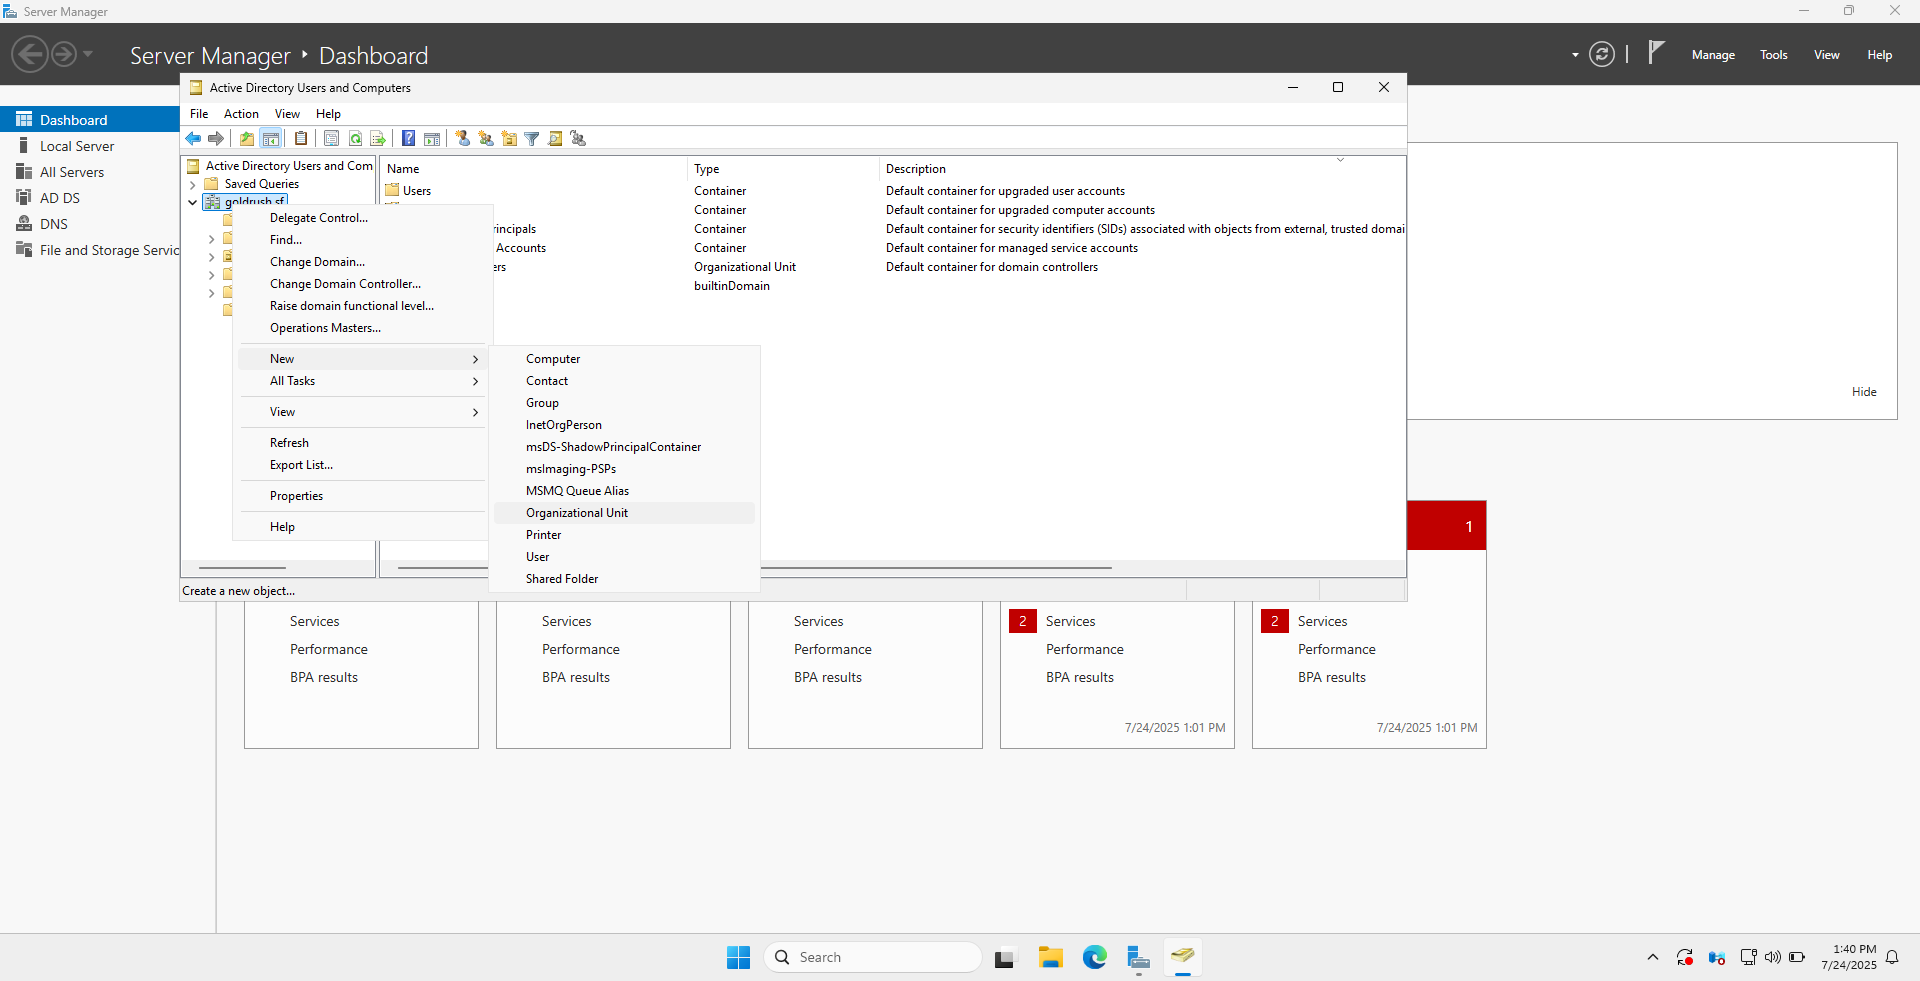 Server Manager
Server Manager ‣ Dashboard
Manage Tools View Help
Active Directory Users and Computers
File Action View Help
Dashboard
Local Server
All Servers
AD DS
DNS
File and Storage Servic
Active Directory Users and Com
Saved Queries
goldrush.sf
Name Type Description
Users Container Default container for upgraded user accounts
Container Default container for upgraded computer accounts
rincipals Container Default container for security identifiers (SIDs) associated with objects from external, trusted domai
Accounts Container Default container for managed service accounts
ers Organizational Unit Default container for domain controllers
builtinDomain
Delegate Control...
Find...
Change Domain...
Change Domain Controller...
Raise domain functional level...
Operations Masters...
New
All Tasks
View
Refresh
Export List...
Properties
Help
Computer
Contact
Group
InetOrgPerson
msDS-ShadowPrincipalContainer
msImaging-PSPs
MSMQ Queue Alias
Organizational Unit
Printer
User
Shared Folder
Create a new object...
Hide
1
Services
Performance
BPA results
Services
Performance
BPA results
Services
Performance
BPA results
2 Services
Performance
BPA results
7/24/2025 1:01 PM
2 Services
Performance
BPA results
7/24/2025 1:01 PM
Search
1:40 PM
7/24/2025